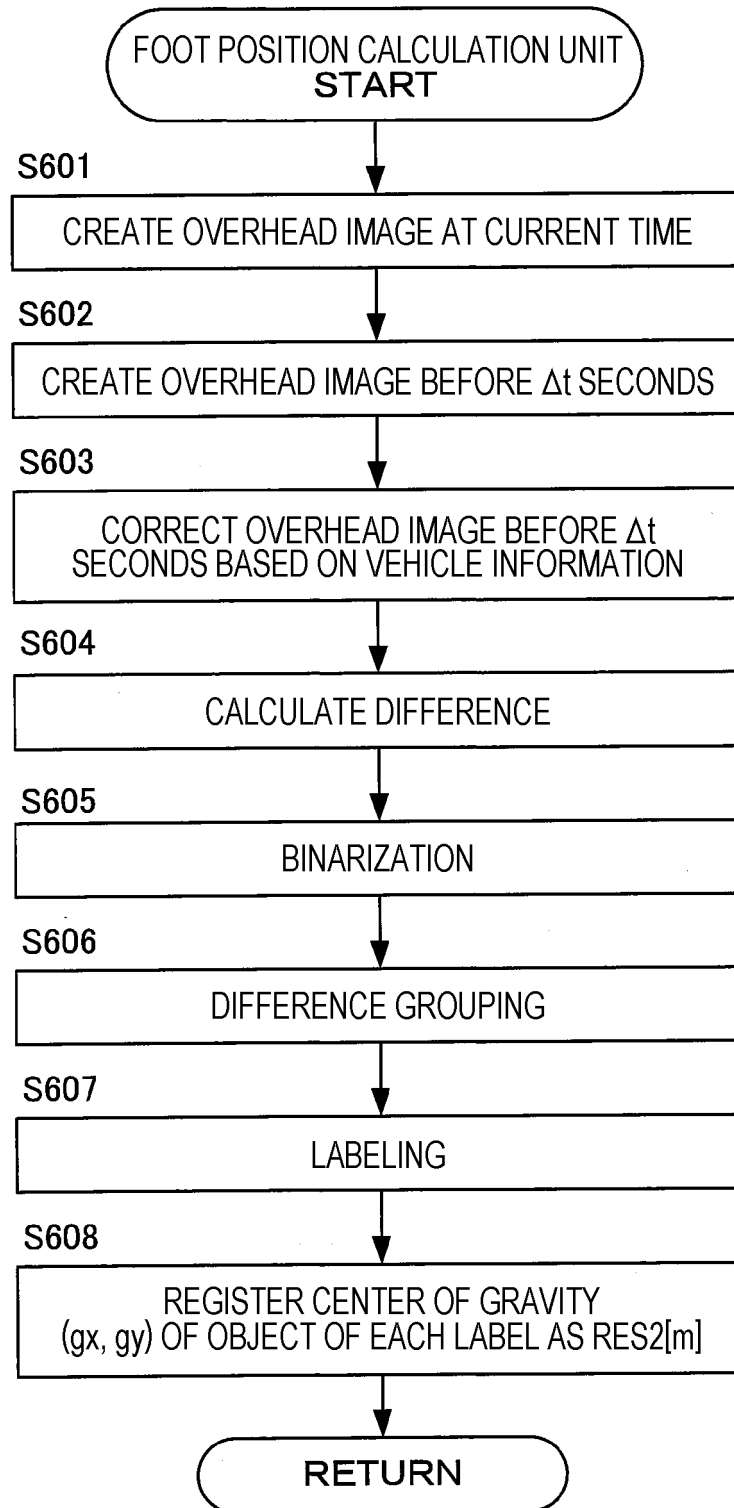 FOOT POSITION CALCULATION UNIT
START
S601
CREATE OVERHEAD IMAGE AT CURRENT TIME
S602
CREATE OVERHEAD IMAGE BEFORE Δt SECONDS
S603
CORRECT OVERHEAD IMAGE BEFORE Δt
SECONDS BASED ON VEHICLE INFORMATION
S604
CALCULATE DIFFERENCE
S605
BINARIZATION
S606
DIFFERENCE GROUPING
S607
LABELING
S608
REGISTER CENTER OF GRAVITY
(gx, gy) OF OBJECT OF EACH LABEL AS RES2[m]
RETURN